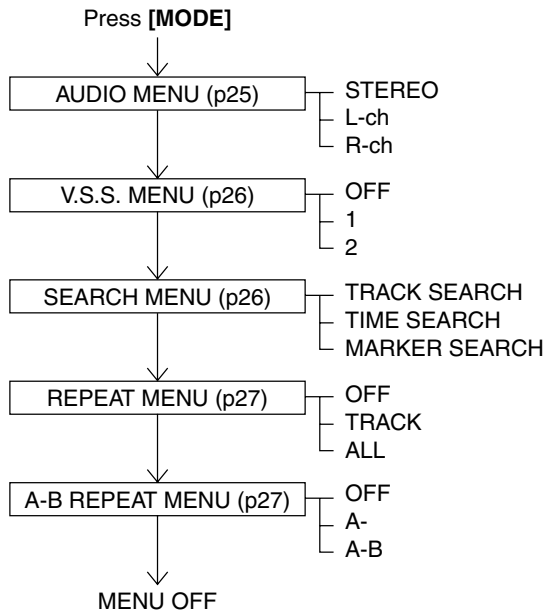 Press [MODE]
AUDIO MENU (p25)
STEREO
L-ch
R-ch
V.S.S. MENU (p26)
OFF
1
2
SEARCH MENU (p26)
TRACK SEARCH
TIME SEARCH
MARKER SEARCH
REPEAT MENU (p27)
OFF
TRACK
ALL
A-B REPEAT MENU (p27)
OFF
A-
A-B
MENU OFF